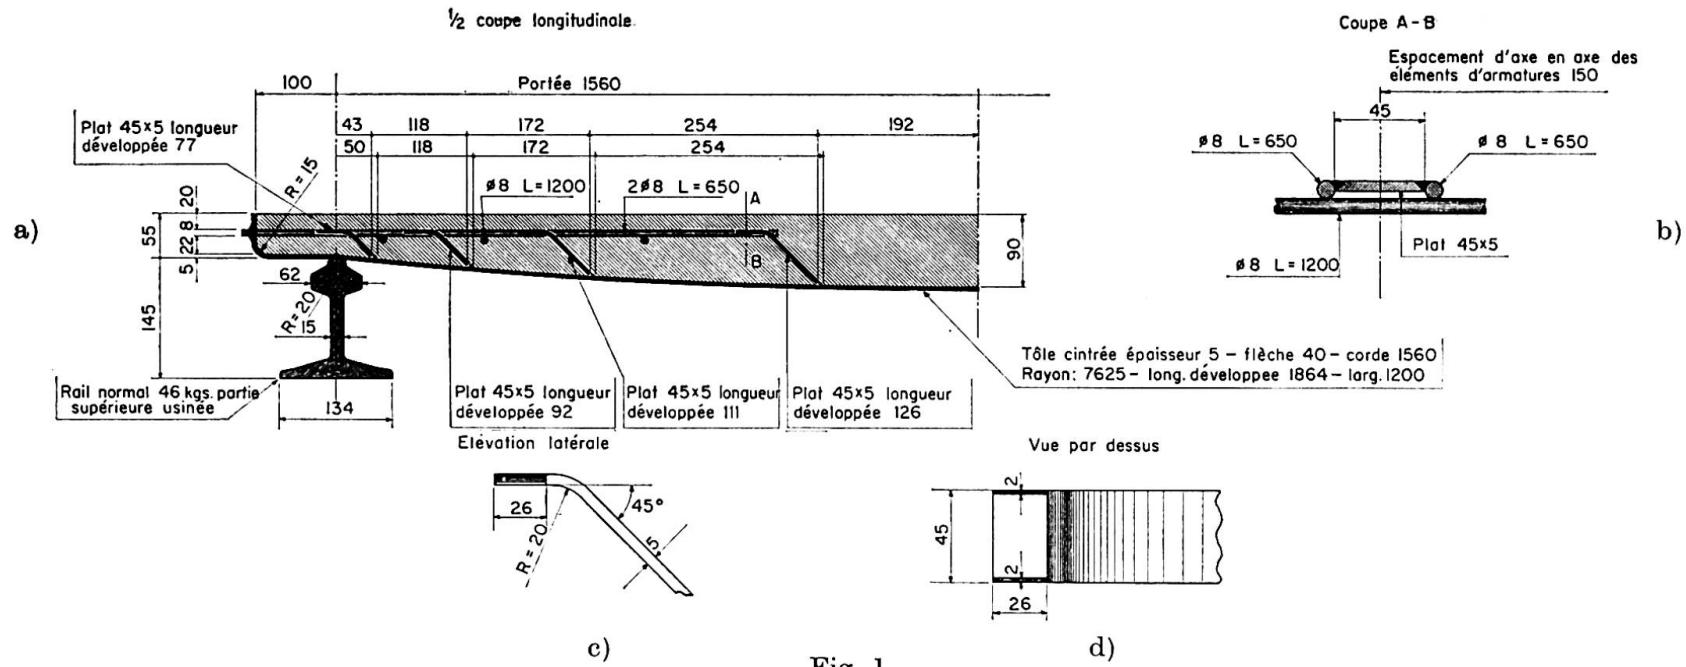 ½ coupe longitudinale
Coupe A-B
Espacement d'axe en axe des
éléments d'armatures 150
100
Portée 1560
45
43
118
172
254
192
Plat 45x5 longueur
développée 77
50
118
172
254
ø8 L=650
ø8 L=650
R=15
ø8 L=1200
2ø8 L=650
A
20
8
55
22
5
a)
B
90
b)
Plat 45x5
ø8 L=1200
62
R=20
15
145
Tôle cintrée épaisseur 5 - flèche 40 - corde 1560
Rayon: 7625 - long. développee 1864 - larg. 1200
Rail normal 46 kgs. partie
supérieure usinée
134
Plat 45x5 longueur
développée 92
Plat 45x5 longueur
développée 111
Plat 45x5 longueur
développée 126
Elévation latérale
Vue par dessus
26
45°
R=20
5
2
45
2
26
c)
d)
Fig. 1